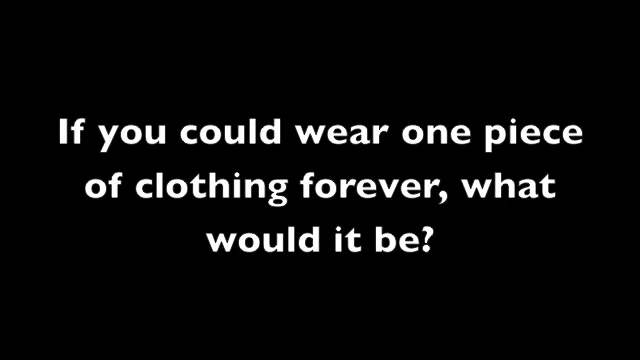 If you could wear one piece
of clothing forever, what
would it be?